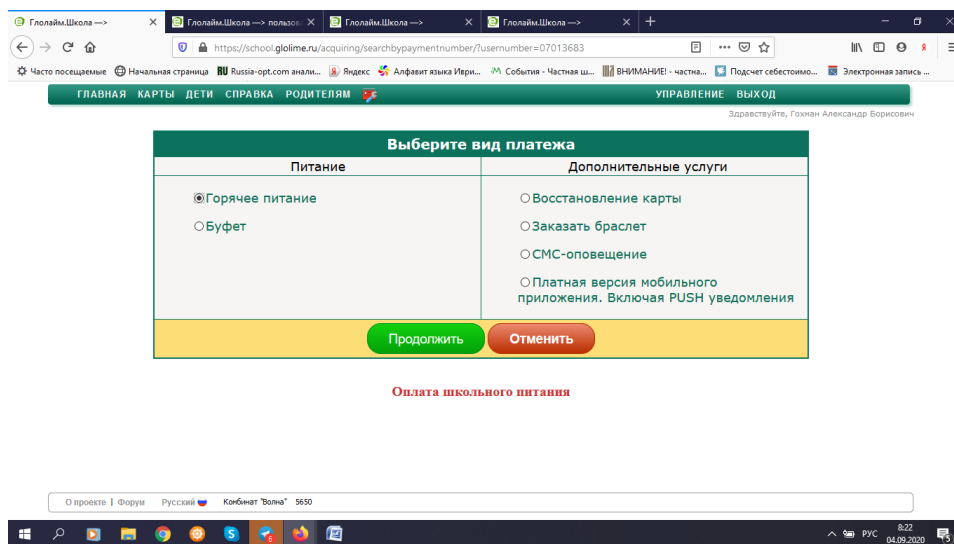 Глолайм.Школа —>
Глолайм.Школа —> пользов
Глолайм.Школа —>
Глолайм.Школа —>
https://school.glolime.ru/acquiring/searchbypaymentnumber/?usernumber=07013683
Часто посещаемые Начальная страница RU Russia-opt.com анали... Яндекс Алфавит языка Иври... События - Частная ш... ВНИМАНИЕ! - частна... Подсчет себестоимо... Электронная запись ...
ГЛАВНАЯ КАРТЫ ДЕТИ СПРАВКА РОДИТЕЛЯМ УПРАВЛЕНИЕ ВЫХОД
Здравствуйте, Гохман Александр Борисович
Выберите вид платежа
Питание
Дополнительные услуги
Горячее питание
Буфет
Восстановление карты
Заказать браслет
СМС-оповещение
Платная версия мобильного
приложения. Включая PUSH уведомления
Продолжить Отменить
Оплата школьного питания
О проекте | Форум Русский Комбинат "Волна" 5650
РУС
8:22
04.09.2020